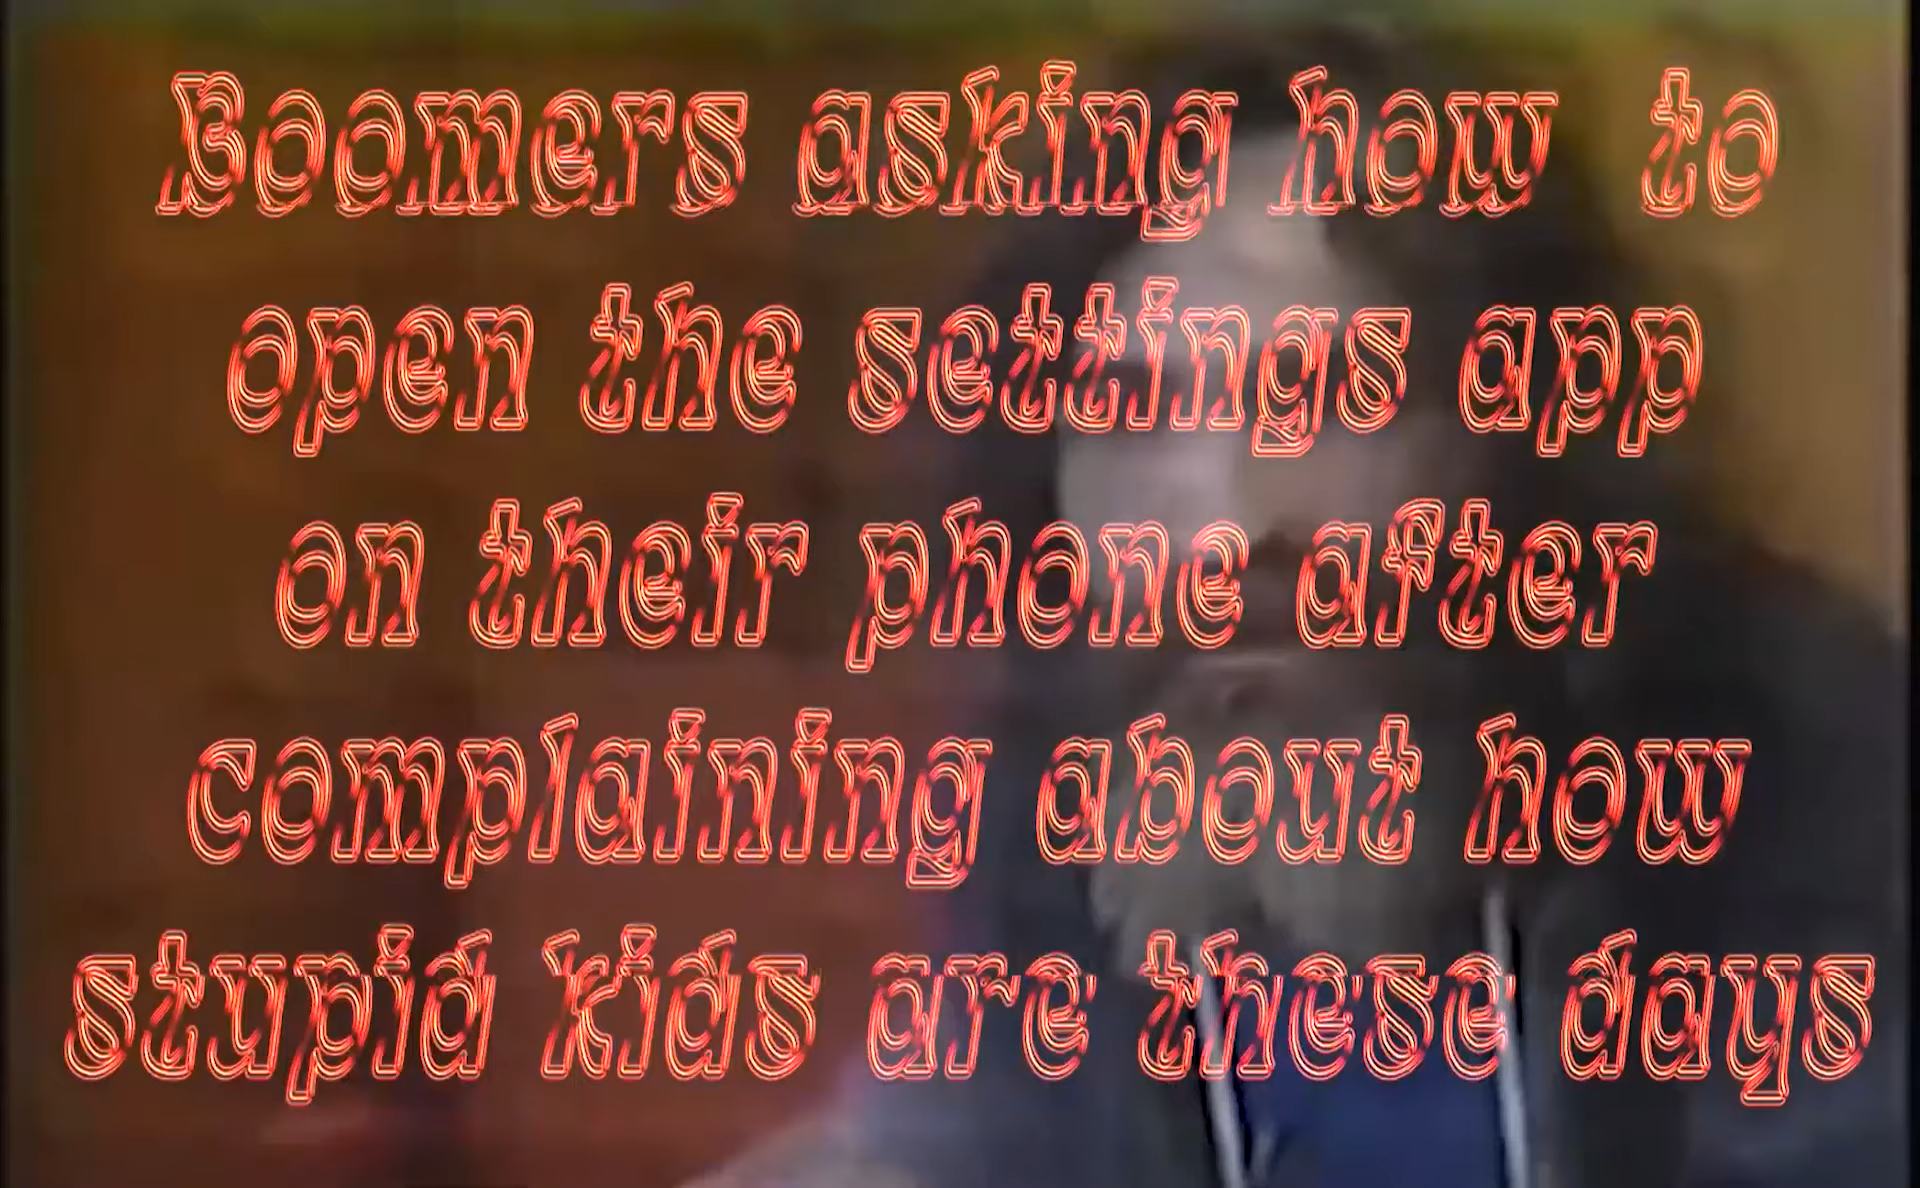 Boomers asking how to
open the settings app
on their phone after
complaining about how
stupid kids are these days